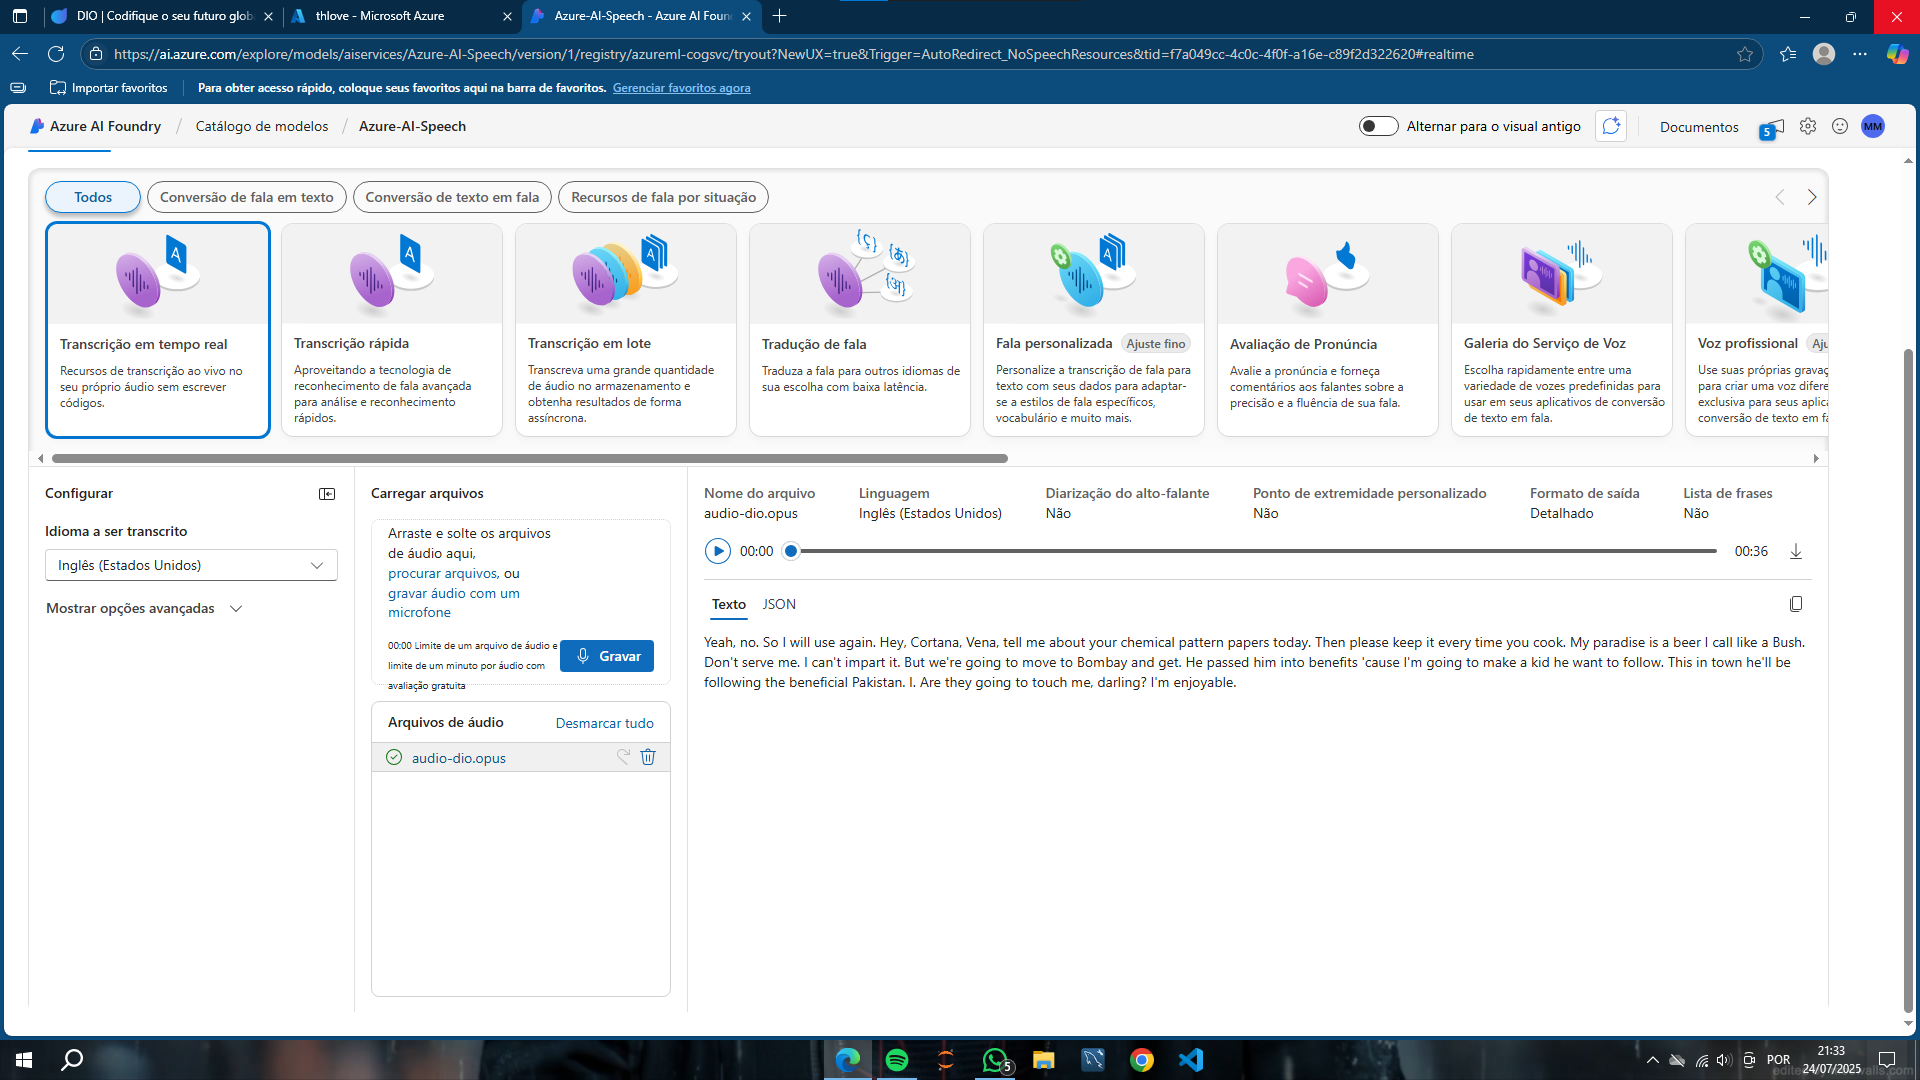 DIO | Codifique o seu futuro glob
thlove - Microsoft Azure
Azure-AI-Speech - Azure AI Foun
https://ai.azure.com/explore/models/aiservices/Azure-AI-Speech/version/1/registry/azureml-cogsvc/tryout?NewUX=true&Trigger=AutoRedirect_NoSpeechResources&tid=f7a049cc-4c0c-4f0f-a16e-c89f2d322620#realtime
Importar favoritos
Para obter acesso rápido, coloque seus favoritos aqui na barra de favoritos. Gerenciar favoritos agora
Azure AI Foundry / Catálogo de modelos / Azure-AI-Speech
Alternar para o visual antigo
Documentos
5
MM
Todos
Conversão de fala em texto
Conversão de texto em fala
Recursos de fala por situação
Transcrição em tempo real
Recursos de transcrição ao vivo no
seu próprio áudio sem escrever
códigos.
Transcrição rápida
Aproveitando a tecnologia de
reconhecimento de fala avançada
para análise e reconhecimento
rápidos.
Transcrição em lote
Transcreva uma grande quantidade
de áudio no armazenamento e
obtenha resultados de forma
assíncrona.
Tradução de fala
Traduza a fala para outros idiomas de
sua escolha com baixa latência.
Fala personalizada Ajuste fino
Personalize a transcrição de fala para
texto com seus dados para adaptar-
se a estilos de fala específicos,
vocabulário e muito mais.
Avaliação de Pronúncia
Avalie a pronúncia e forneça
comentários aos falantes sobre a
precisão e a fluência de sua fala.
Galeria do Serviço de Voz
Escolha rapidamente entre uma
variedade de vozes predefinidas para
usar em seus aplicativos de conversão
de texto em fala.
Voz profissional Aju
Use suas próprias gravaç
para criar uma voz difere
exclusiva para seus aplica
conversão de texto em fa
Configurar
Idioma a ser transcrito
Inglês (Estados Unidos)
Mostrar opções avançadas
Carregar arquivos
Arraste e solte os arquivos
de áudio aqui,
procurar arquivos, ou
gravar áudio com um
microfone
00:00 Limite de um arquivo de áudio e
limite de um minuto por áudio com
avaliação gratuita
Gravar
Arquivos de áudio
Desmarcar tudo
audio-dio.opus
Nome do arquivo
audio-dio.opus
Linguagem
Inglês (Estados Unidos)
Diarização do alto-falante
Não
Ponto de extremidade personalizado
Não
Formato de saída
Detalhado
Lista de frases
Não
00:00
00:36
Texto
JSON
Yeah, no. So I will use again. Hey, Cortana, Vena, tell me about your chemical pattern papers today. Then please keep it every time you cook. My paradise is a beer I call like a Bush.
Don't serve me. I can't impart it. But we're going to move to Bombay and get. He passed him into benefits 'cause I'm going to make a kid he want to follow. This in town he'll be
following the beneficial Pakistan. I. Are they going to touch me, darling? I'm enjoyable.
5
POR
21:33
24/07/2025